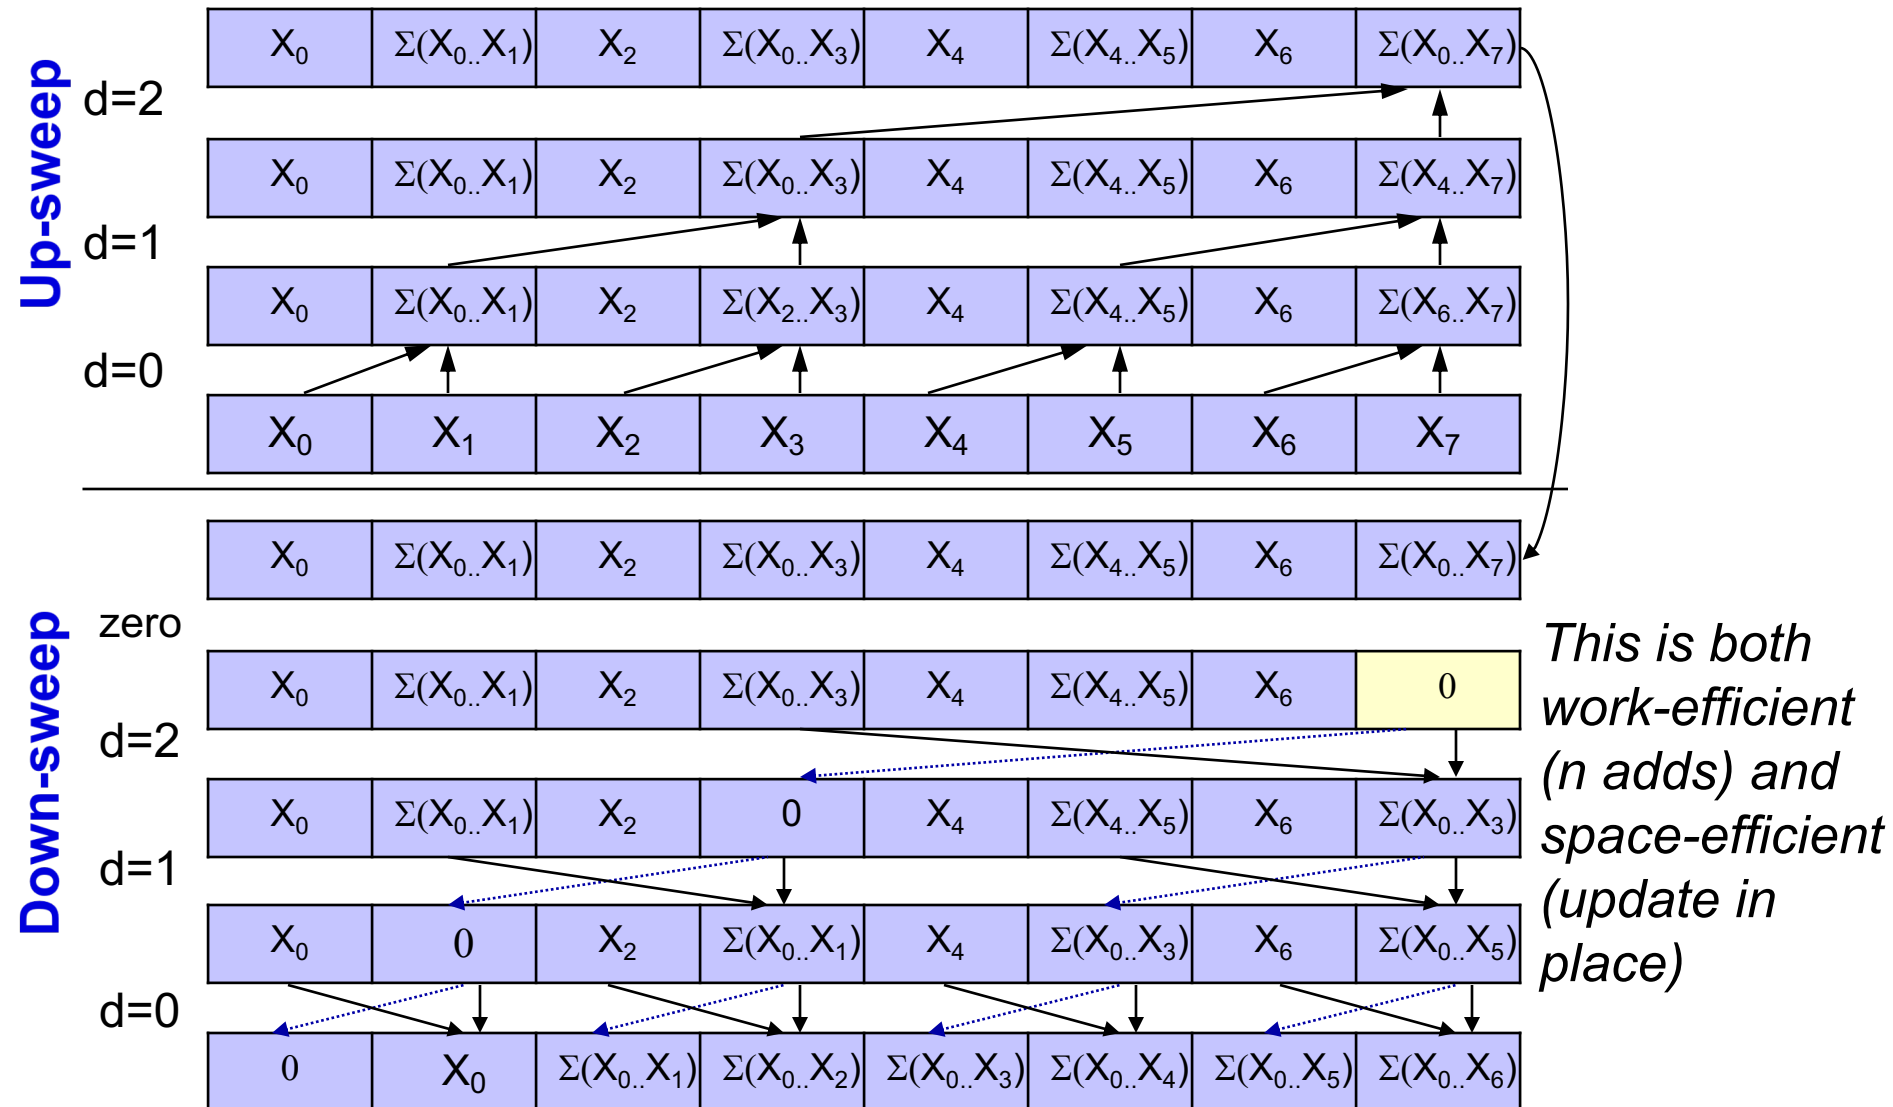 Up-sweep
X₀ Σ(X₀..X₁) X₂ Σ(X₀..X₃) X₄ Σ(X₄..X₅) X₆ Σ(X₀..X₇)
d=2
X₀ Σ(X₀..X₁) X₂ Σ(X₀..X₃) X₄ Σ(X₄..X₅) X₆ Σ(X₄..X₇)
d=1
X₀ Σ(X₀..X₁) X₂ Σ(X₂..X₃) X₄ Σ(X₄..X₅) X₆ Σ(X₆..X₇)
d=0
X₀ X₁ X₂ X₃ X₄ X₅ X₆ X₇
Down-sweep
X₀ Σ(X₀..X₁) X₂ Σ(X₀..X₃) X₄ Σ(X₄..X₅) X₆ Σ(X₀..X₇)
zero
X₀ Σ(X₀..X₁) X₂ Σ(X₀..X₃) X₄ Σ(X₄..X₅) X₆ 0
d=2
X₀ Σ(X₀..X₁) X₂ 0 X₄ Σ(X₄..X₅) X₆ Σ(X₀..X₃)
d=1
X₀ 0 X₂ Σ(X₀..X₁) X₄ Σ(X₀..X₃) X₆ Σ(X₀..X₅)
d=0
0 X₀ Σ(X₀..X₁) Σ(X₀..X₂) Σ(X₀..X₃) Σ(X₀..X₄) Σ(X₀..X₅) Σ(X₀..X₆)
This is both
work-efficient
(n adds) and
space-efficient
(update in
place)